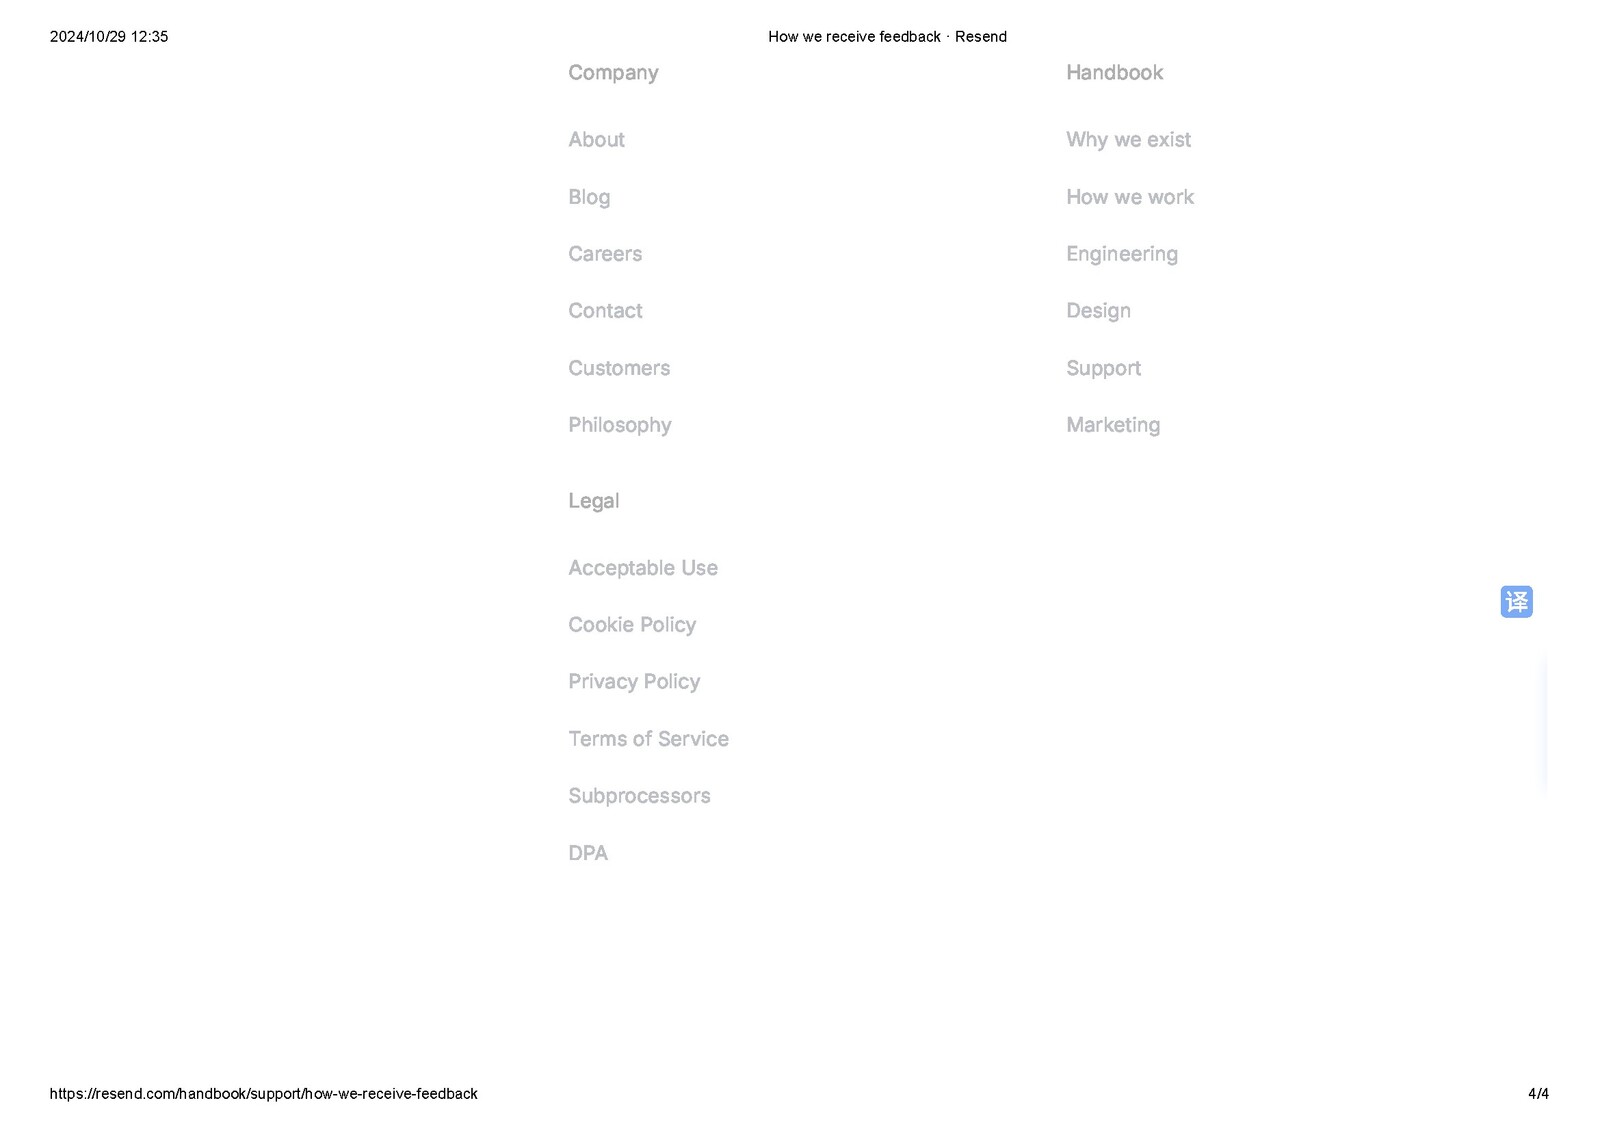 2024/10/29 12:35
How we receive feedback · Resend
Company
About
Blog
Careers
Contact
Customers
Philosophy
Handbook
Why we exist
How we work
Engineering
Design
Support
Marketing
Legal
Acceptable Use
Cookie Policy
Privacy Policy
Terms of Service
Subprocessors
DPA
译
https://resend.com/handbook/support/how-we-receive-feedback
4/4